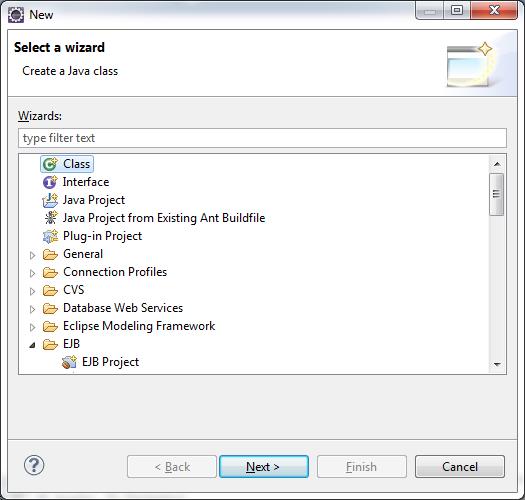 New
Select a wizard
Create a Java class
Wizards:
type filter text
Class
Interface
Java Project
Java Project from Existing Ant Buildfile
Plug-in Project
General
Connection Profiles
CVS
Database Web Services
Eclipse Modeling Framework
EJB
EJB Project
< Back Next > Finish Cancel